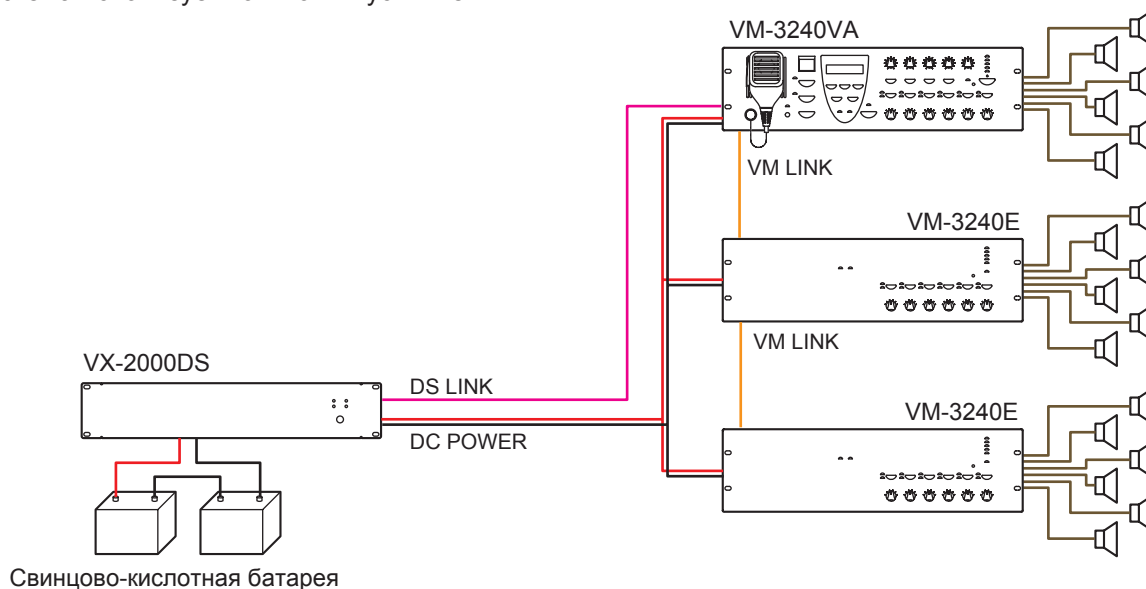 VM-3240VA
VM LINK
VM-3240E
VM LINK
VX-2000DS
DS LINK
DC POWER
VM-3240E
Свинцово-кислотная батарея